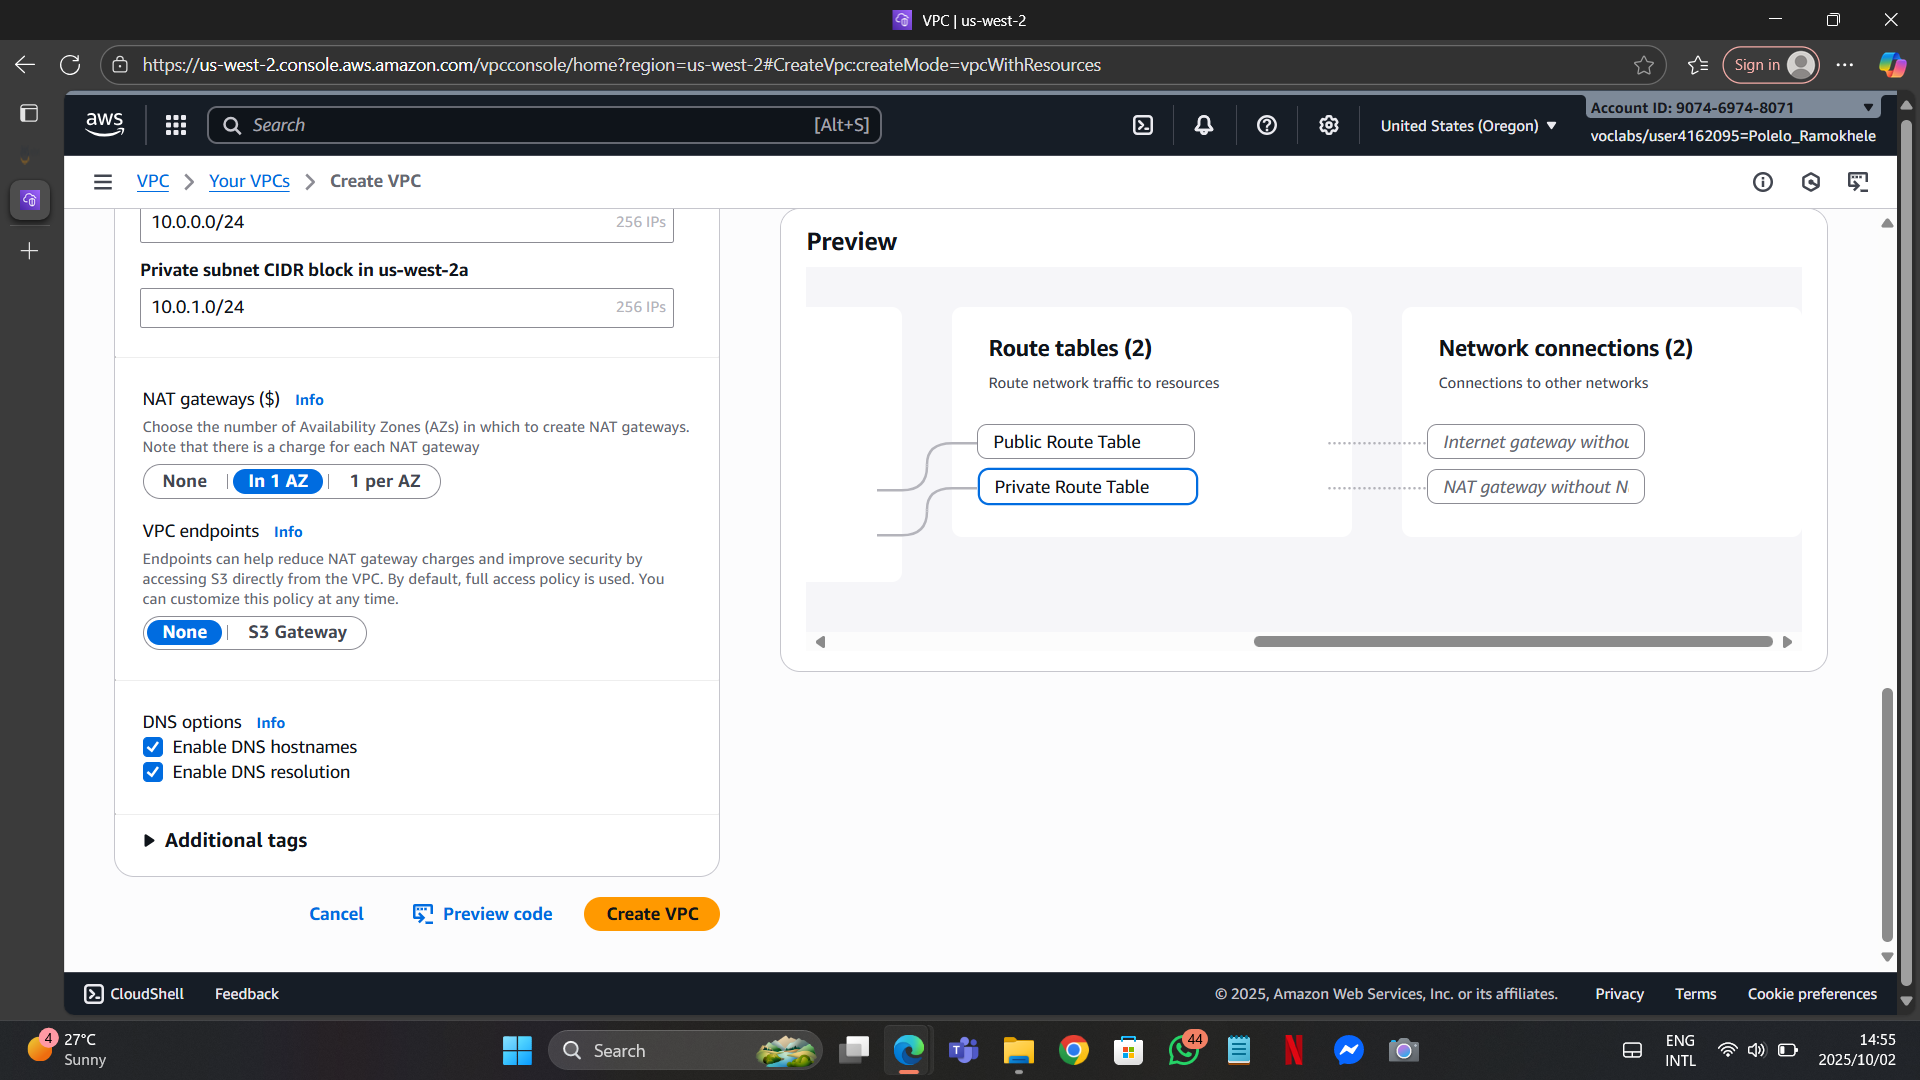 VPC | us-west-2
https://us-west-2.console.aws.amazon.com/vpcconsole/home?region=us-west-2#CreateVpc:createMode=vpcWithResources
Sign in
aws
Search
[Alt+S]
United States (Oregon)
Account ID: 9074-6974-8071
voclabs/user4162095=Polelo_Ramokhele
VPC
Your VPCs
Create VPC
10.0.0.0/24
256 IPs
Private subnet CIDR block in us-west-2a
10.0.1.0/24
256 IPs
NAT gateways ($) Info
Choose the number of Availability Zones (AZs) in which to create NAT gateways.
Note that there is a charge for each NAT gateway
None
In 1 AZ
1 per AZ
VPC endpoints Info
Endpoints can help reduce NAT gateway charges and improve security by
accessing S3 directly from the VPC. By default, full access policy is used. You
can customize this policy at any time.
None
S3 Gateway
DNS options Info
Enable DNS hostnames
Enable DNS resolution
Additional tags
Cancel
Preview code
Create VPC
Preview
Route tables (2)
Route network traffic to resources
Public Route Table
Private Route Table
Network connections (2)
Connections to other networks
Internet gateway withou
NAT gateway without N
CloudShell
Feedback
© 2025, Amazon Web Services, Inc. or its affiliates.
Privacy
Terms
Cookie preferences
4
27°C
Sunny
Search
44
ENG
INTL
14:55
2025/10/02